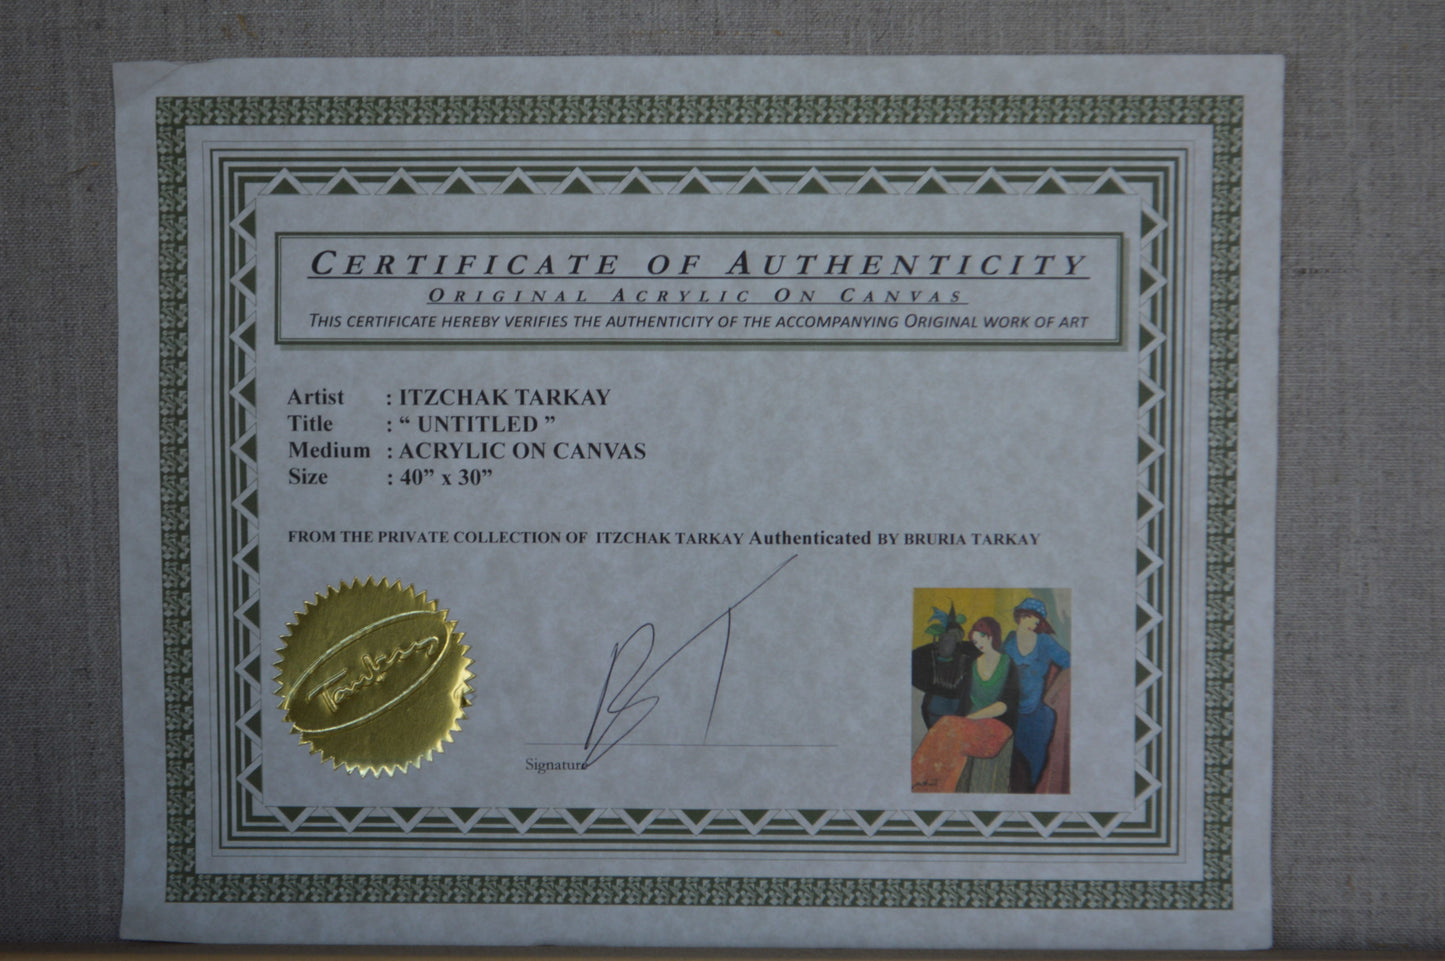 CERTIFICATE OF AUTHENTICITY
ORIGINAL ACRYLIC ON CANVAS
THIS CERTIFICATE HEREBY VERIFIES THE AUTHENTICITY OF THE ACCOMPANYING ORIGINAL WORK OF ART
Artist : ITZCHAK TARKAY
Title : “ UNTITLED ”
Medium : ACRYLIC ON CANVAS
Size : 40” x 30”
FROM THE PRIVATE COLLECTION OF ITZCHAK TARKAY Authenticated BY BRURIA TARKAY
Tarkay
BT
Signature